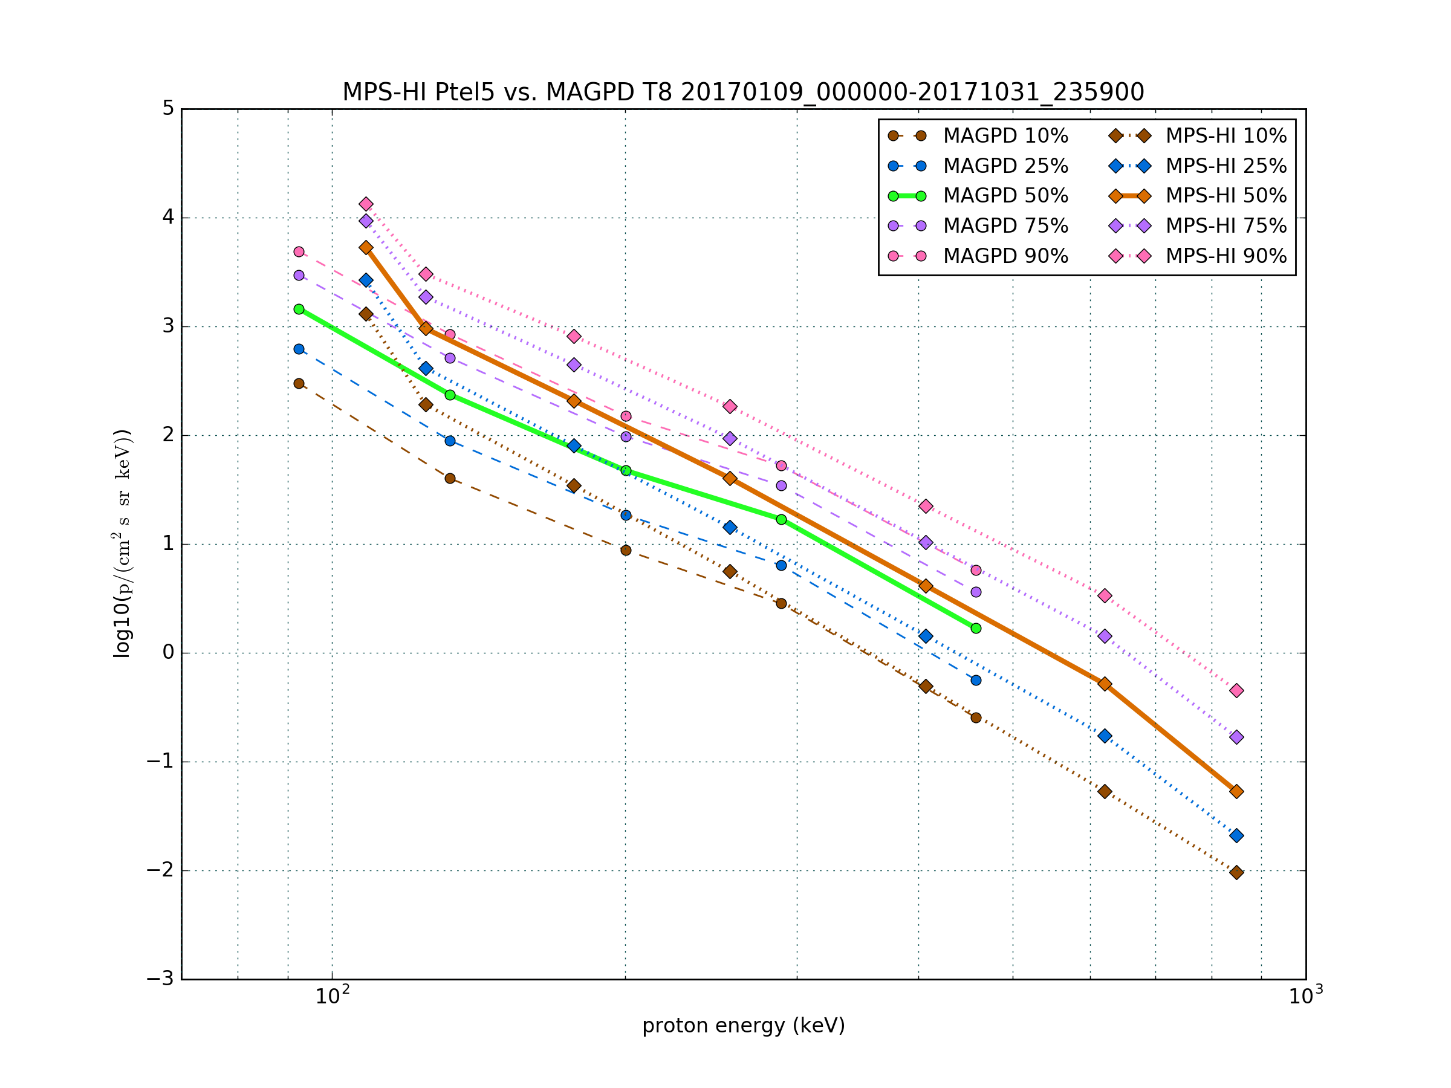 MPS-HI Ptel5 vs. MAGPD T8 20170109_000000-20171031_235900
5
4
3
2
1
0
−1
−2
−3
log10(p/(cm² s sr keV))
MAGPD 10%
MAGPD 25%
MAGPD 50%
MAGPD 75%
MAGPD 90%
MPS-HI 10%
MPS-HI 25%
MPS-HI 50%
MPS-HI 75%
MPS-HI 90%
10²
10³
proton energy (keV)